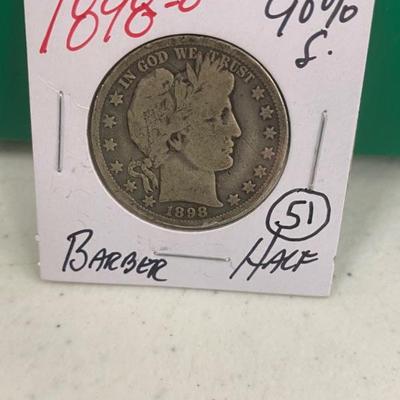 1898-o 90%
S.
IN GOD WE TRUST
1898
51
BARBER HALF